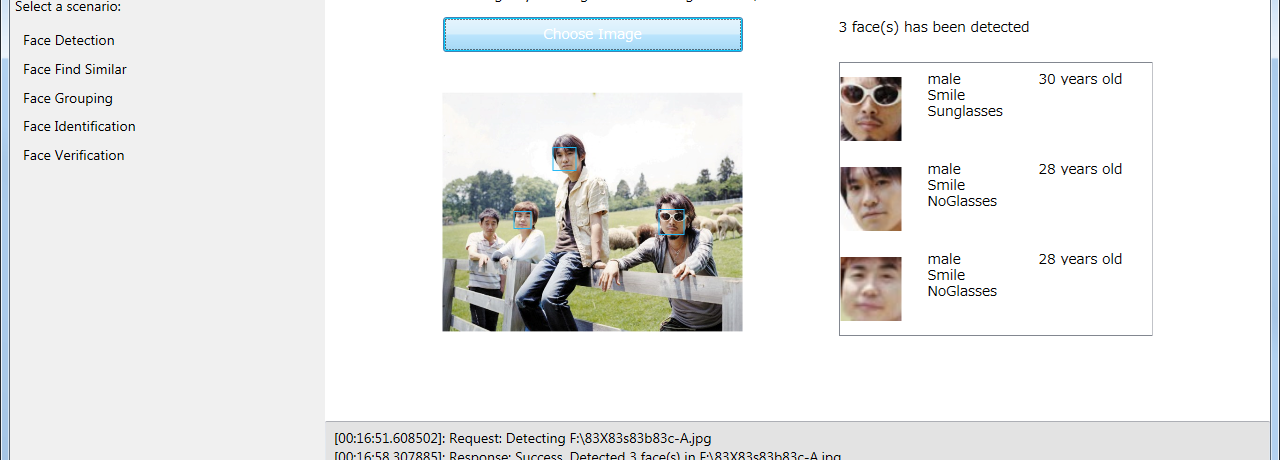 Select a scenario:
Face Detection
Face Find Similar
Face Grouping
Face Identification
Face Verification
Choose Image
3 face(s) has been detected
male 30 years old
Smile
Sunglasses
male 28 years old
Smile
NoGlasses
male 28 years old
Smile
NoGlasses
[00:16:51.608502]: Request: Detecting F:\83X83s83b83c-A.jpg
[00:16:58.307885]: Response: Success. Detected 3 face(s) in F:\83X83s83b83c-A.jpg